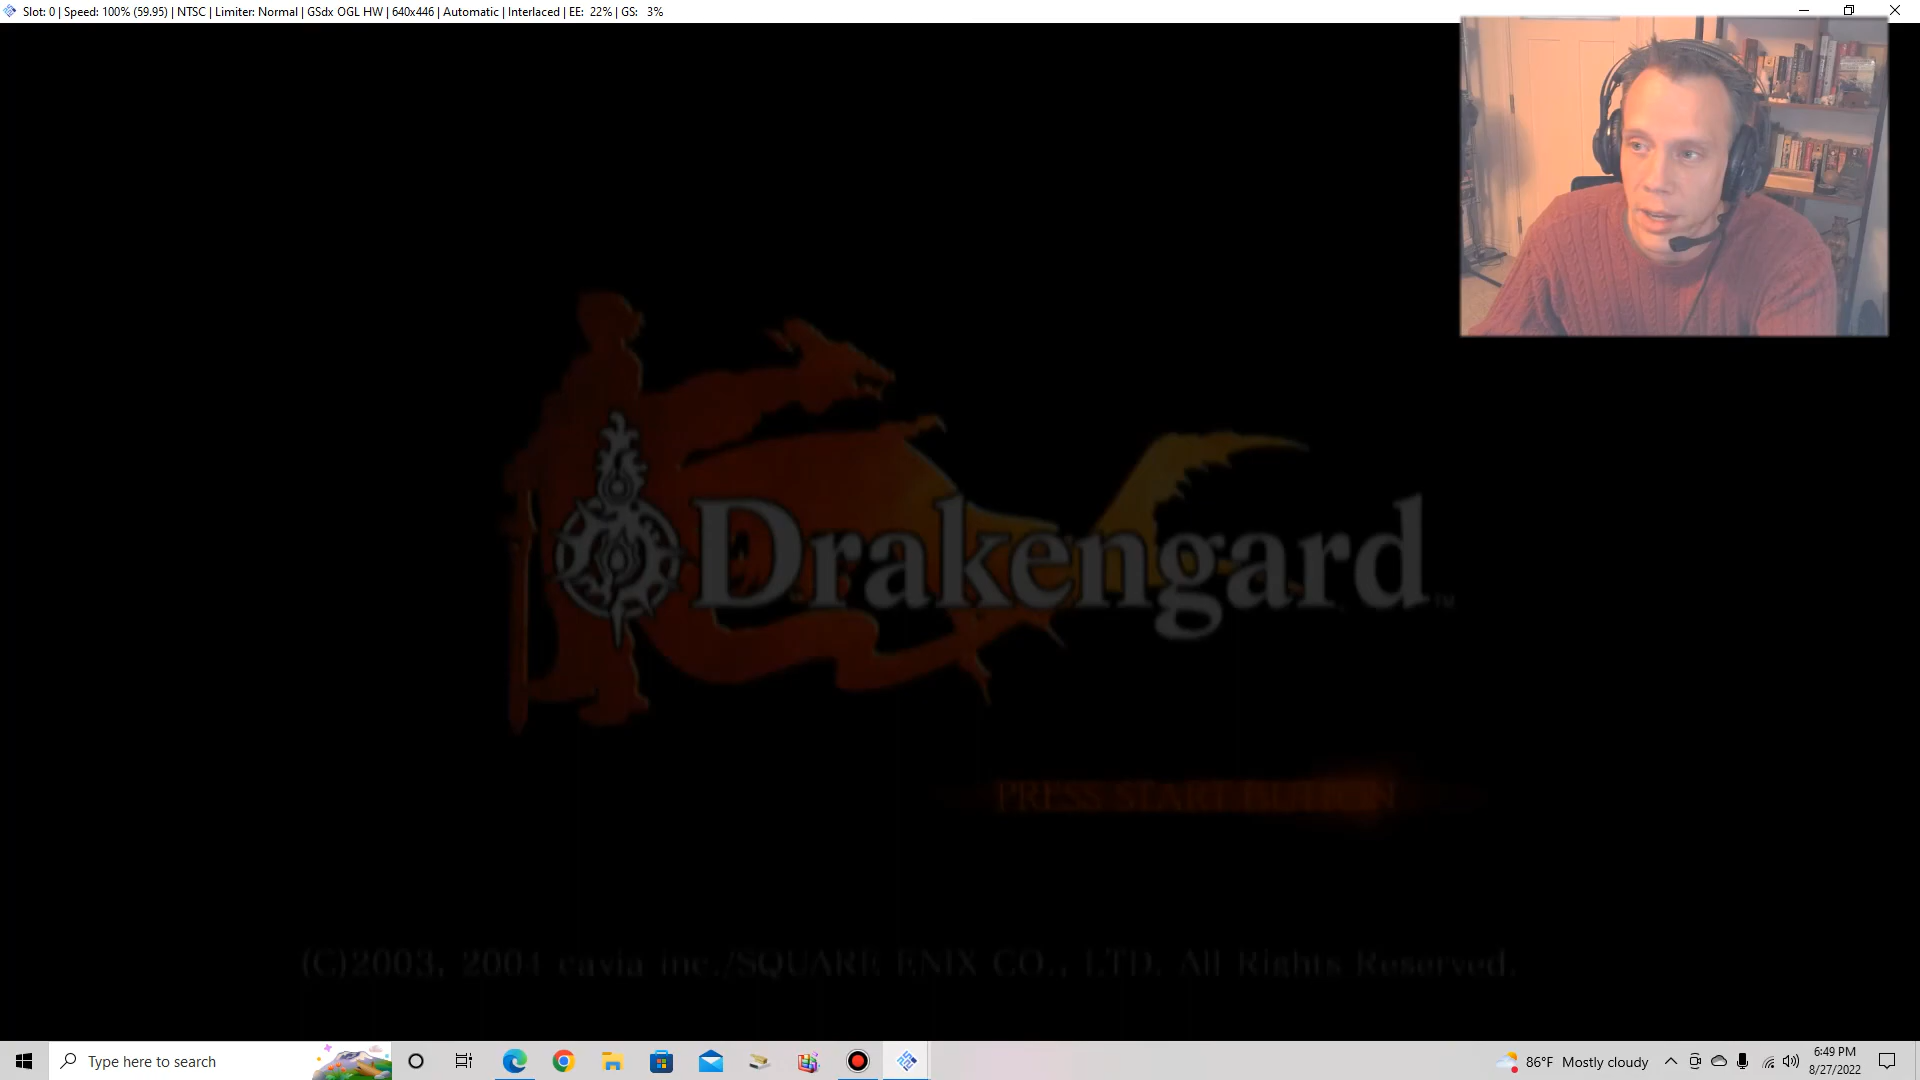 Slot: 0 | Speed: 100% (59.95) | NTSC | Limiter: Normal | GSdx OGL HW | 640x446 | Automatic | Interlaced | EE: 22% | GS: 3%
Drakengard™
PRESS START BUTTON
(C)2003, 2004 cavia inc./SQUARE ENIX CO., LTD. All Rights Reserved.
Type here to search
86°F Mostly cloudy
6:49 PM
8/27/2022